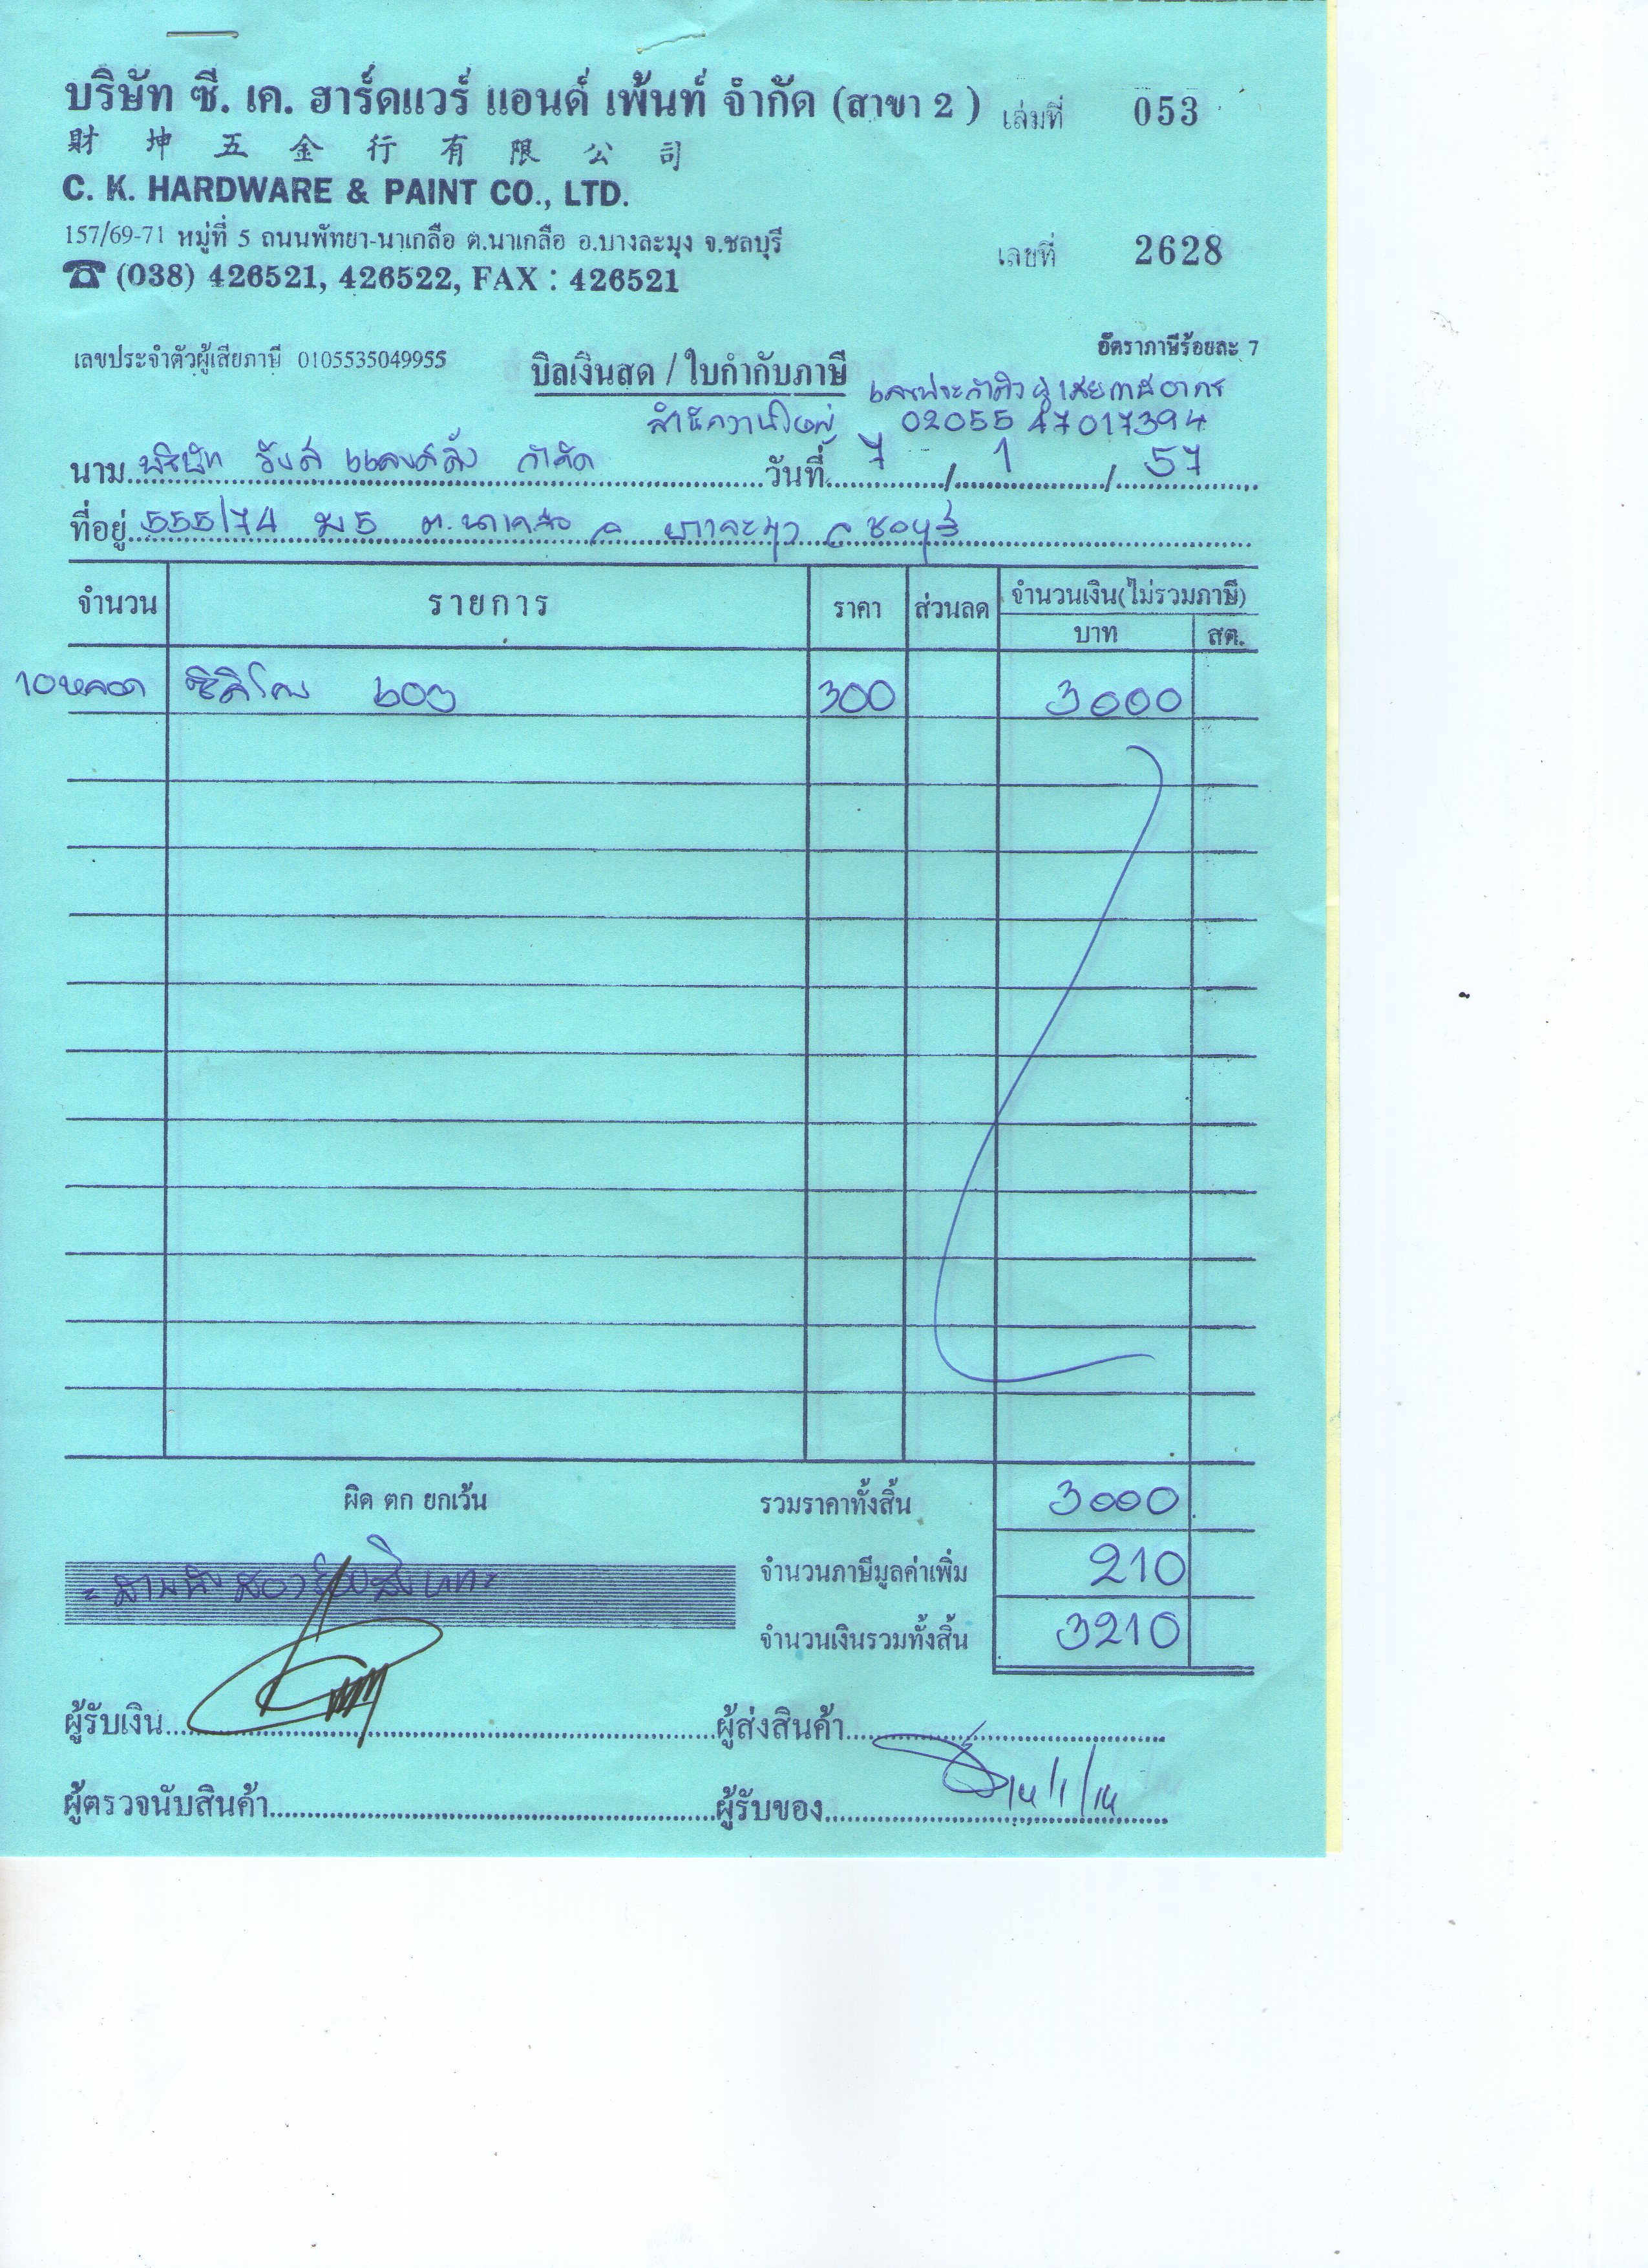 บริษัท ซี. เค. ฮาร์ดแวร์ แอนด์ เพ้นท์ จำกัด (สาขา 2 ) เล่มที่ 053
財坤五金行有限公司
C. K. HARDWARE & PAINT CO., LTD.
157/69-71 หมู่ที่ 5 ถนนพัทยา-นาเกลือ ต.นาเกลือ อ.บางละมุง จ.ชลบุรี
เลขที่ 2628
☎ (038) 426521, 426522, FAX : 426521
อัตราภาษีร้อยละ 7
เลขประจำตัวผู้เสียภาษี 0105535049955 บิลเงินสด / ใบกำกับภาษี
เลขประจำตัวผู้เสียภาษีอากร
สำนักงานใหญ่ 02055 47017394
นาม บริษัท จำกัด วันที่ 7 / 1 / 57
ที่อยู่ 555/74 ม5 ต.นาเกลือ อ บางละมุง จ ชลบุรี
จำนวน รายการ ราคา ส่วนลด จำนวนเงิน(ไม่รวมภาษี)
บาท สต.
10หลอด ซิลิโคน 300 3000
ผิด ตก ยกเว้น รวมราคาทั้งสิ้น 3000
จำนวนภาษีมูลค่าเพิ่ม 210
= สามพันสองร้อยสิบบาท =
จำนวนเงินรวมทั้งสิ้น 3210
ผู้รับเงิน ผู้ส่งสินค้า
ผู้ตรวจนับสินค้า ผู้รับของ 14/1/14